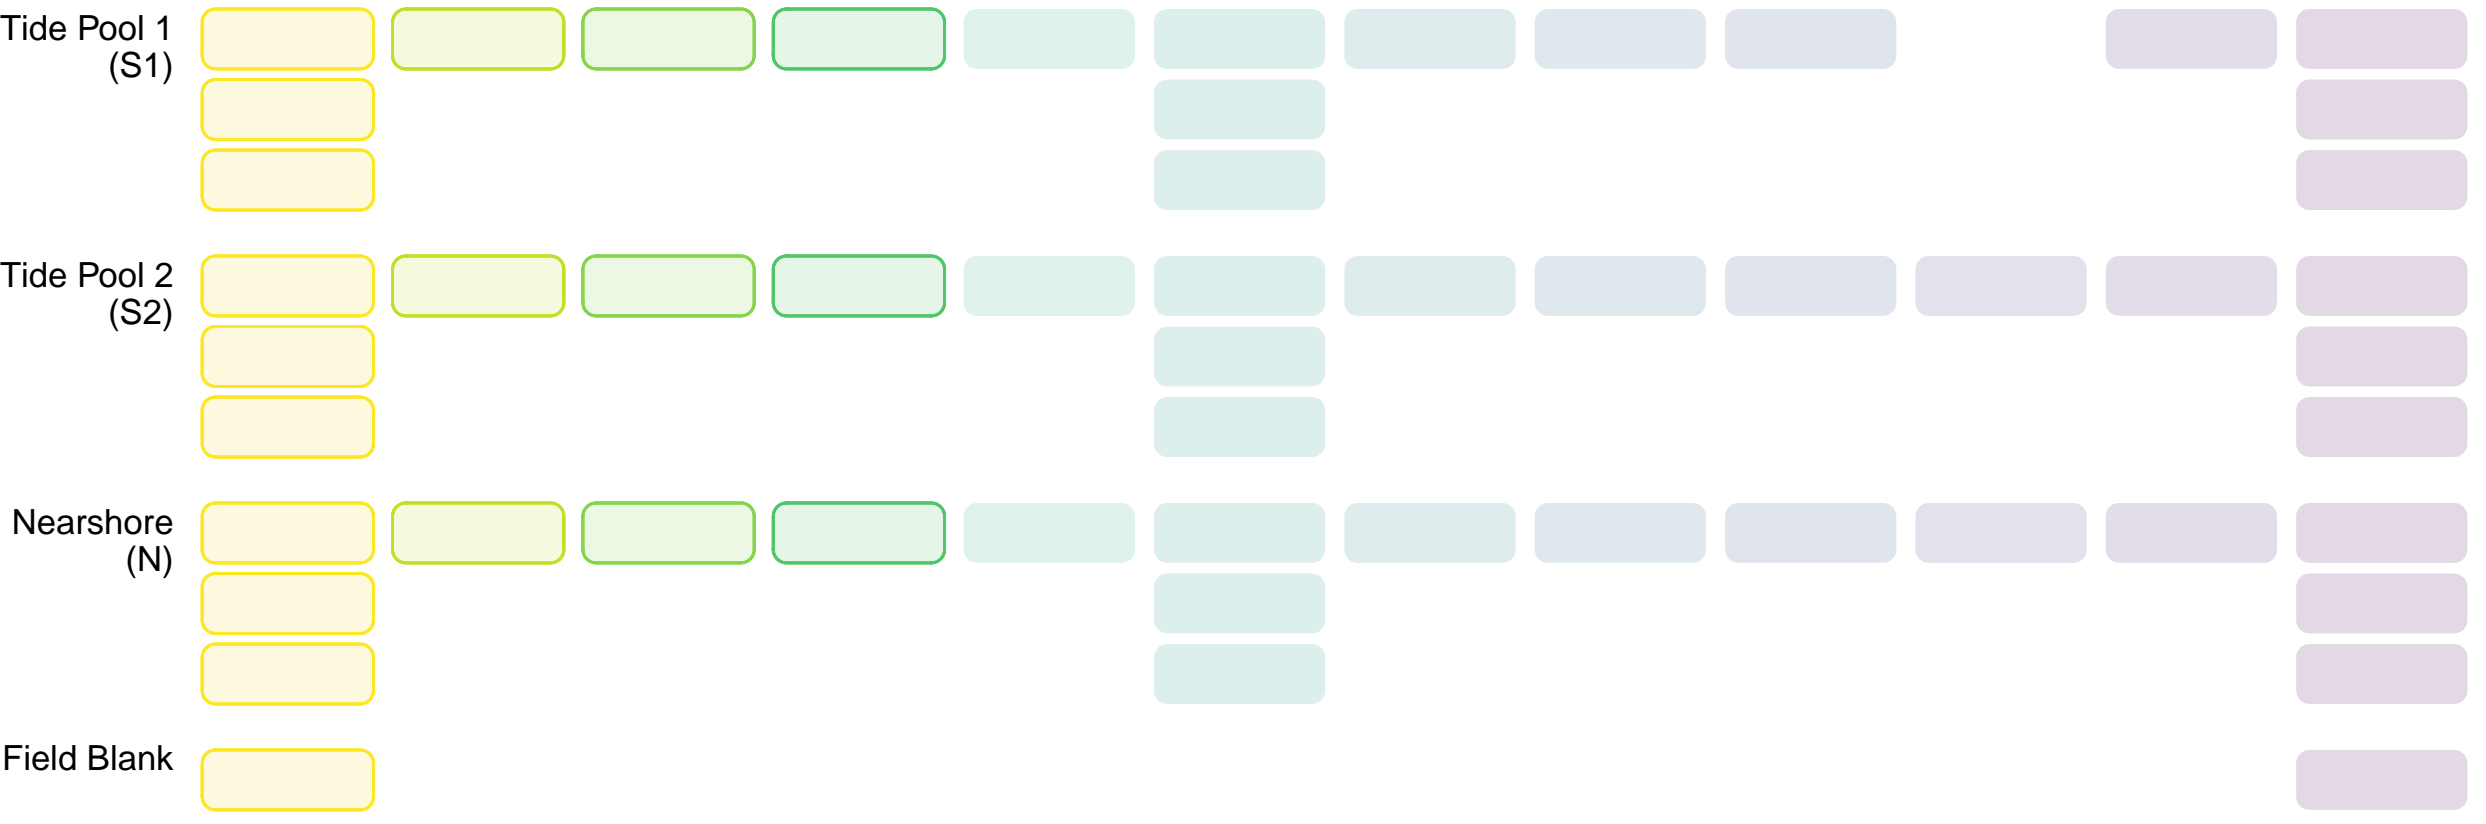 Tide Pool 1
(S1)
Tide Pool 2
(S2)
Nearshore
(N)
Field Blank